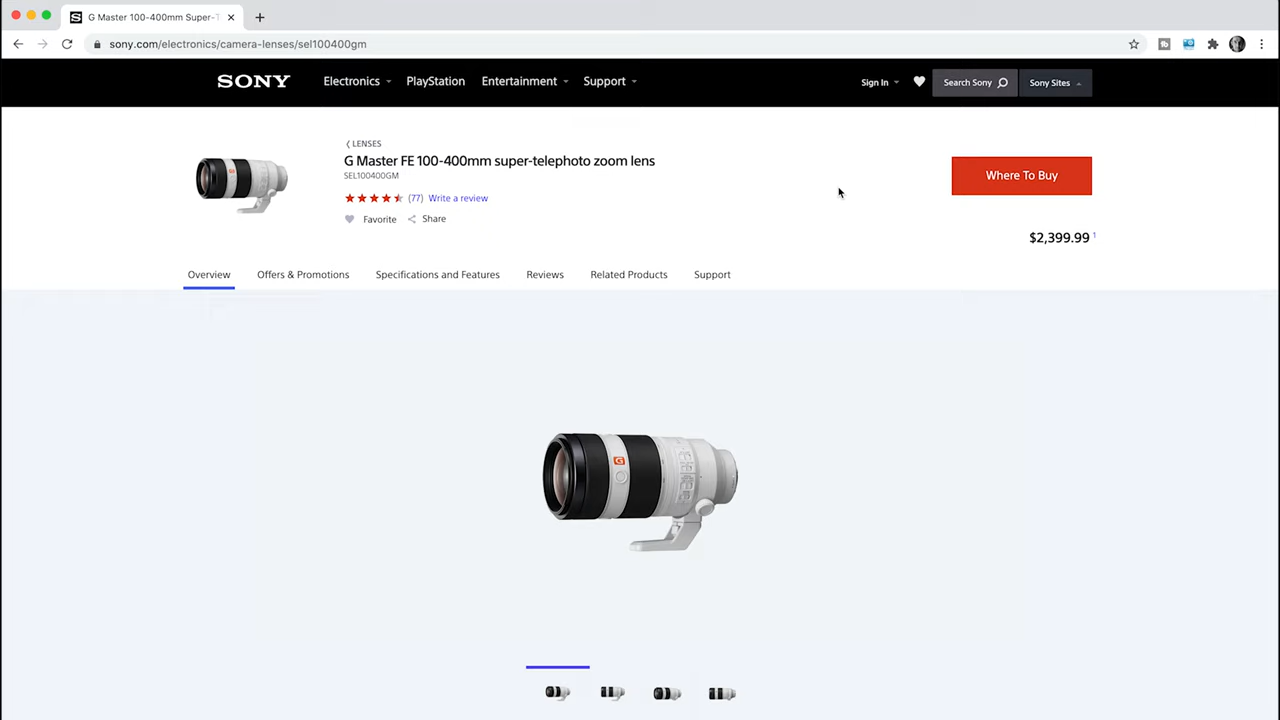 G Master 100-400mm Super-T
sony.com/electronics/camera-lenses/sel100400gm
SONY
Electronics
PlayStation
Entertainment
Support
Sign In
Search Sony
Sony Sites
LENSES
G Master FE 100-400mm super-telephoto zoom lens
SEL100400GM
(77) Write a review
Favorite
Share
Where To Buy
$2,399.99 1
Overview
Offers & Promotions
Specifications and Features
Reviews
Related Products
Support
G